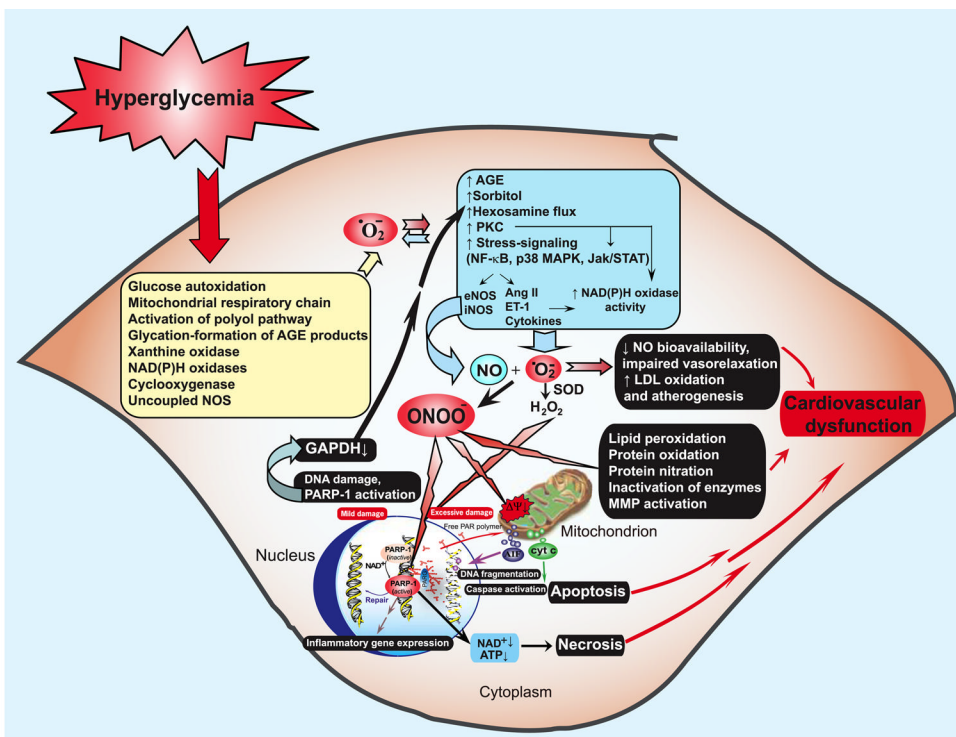 Hyperglycemia
Glucose autoxidation
Mitochondrial respiratory chain
Activation of polyol pathway
Glycation-formation of AGE products
Xanthine oxidase
NAD(P)H oxidases
Cyclooxygenase
Uncoupled NOS
•O₂⁻
↑ AGE
↑Sorbitol
↑Hexosamine flux
↑ PKC
↑ Stress-signaling
(NF-κB, p38 MAPK, Jak/STAT)
eNOS
iNOS
Ang II
ET-1
Cytokines
↑ NAD(P)H oxidase
activity
NO + •O₂⁻
SOD
H₂O₂
ONOO⁻
↓ NO bioavailability,
impaired vasorelaxation
↑ LDL oxidation
and atherogenesis
Cardiovascular
dysfunction
GAPDH↓
DNA damage,
PARP-1 activation
Lipid peroxidation
Protein oxidation
Protein nitration
Inactivation of enzymes
MMP activation
Mild damage
Excessive damage
Free PAR polymer
ΔΨ
Mitochondrion
Nucleus
PARP-1
(inactive)
NAD⁺
PARP-1
(active)
Repair
cyt c
DNA fragmentation
Caspase activation
Apoptosis
Inflammatory gene expression
NAD⁺↓
ATP↓
Necrosis
Cytoplasm